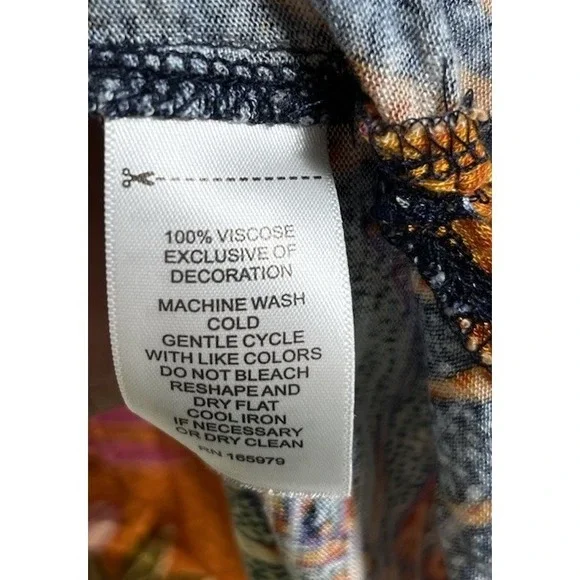 100% VISCOSE
EXCLUSIVE OF
DECORATION
MACHINE WASH
COLD
GENTLE CYCLE
WITH LIKE COLORS
DO NOT BLEACH
RESHAPE AND
DRY FLAT
COOL IRON
IF NECESSARY
OR DRY CLEAN
RN 165979